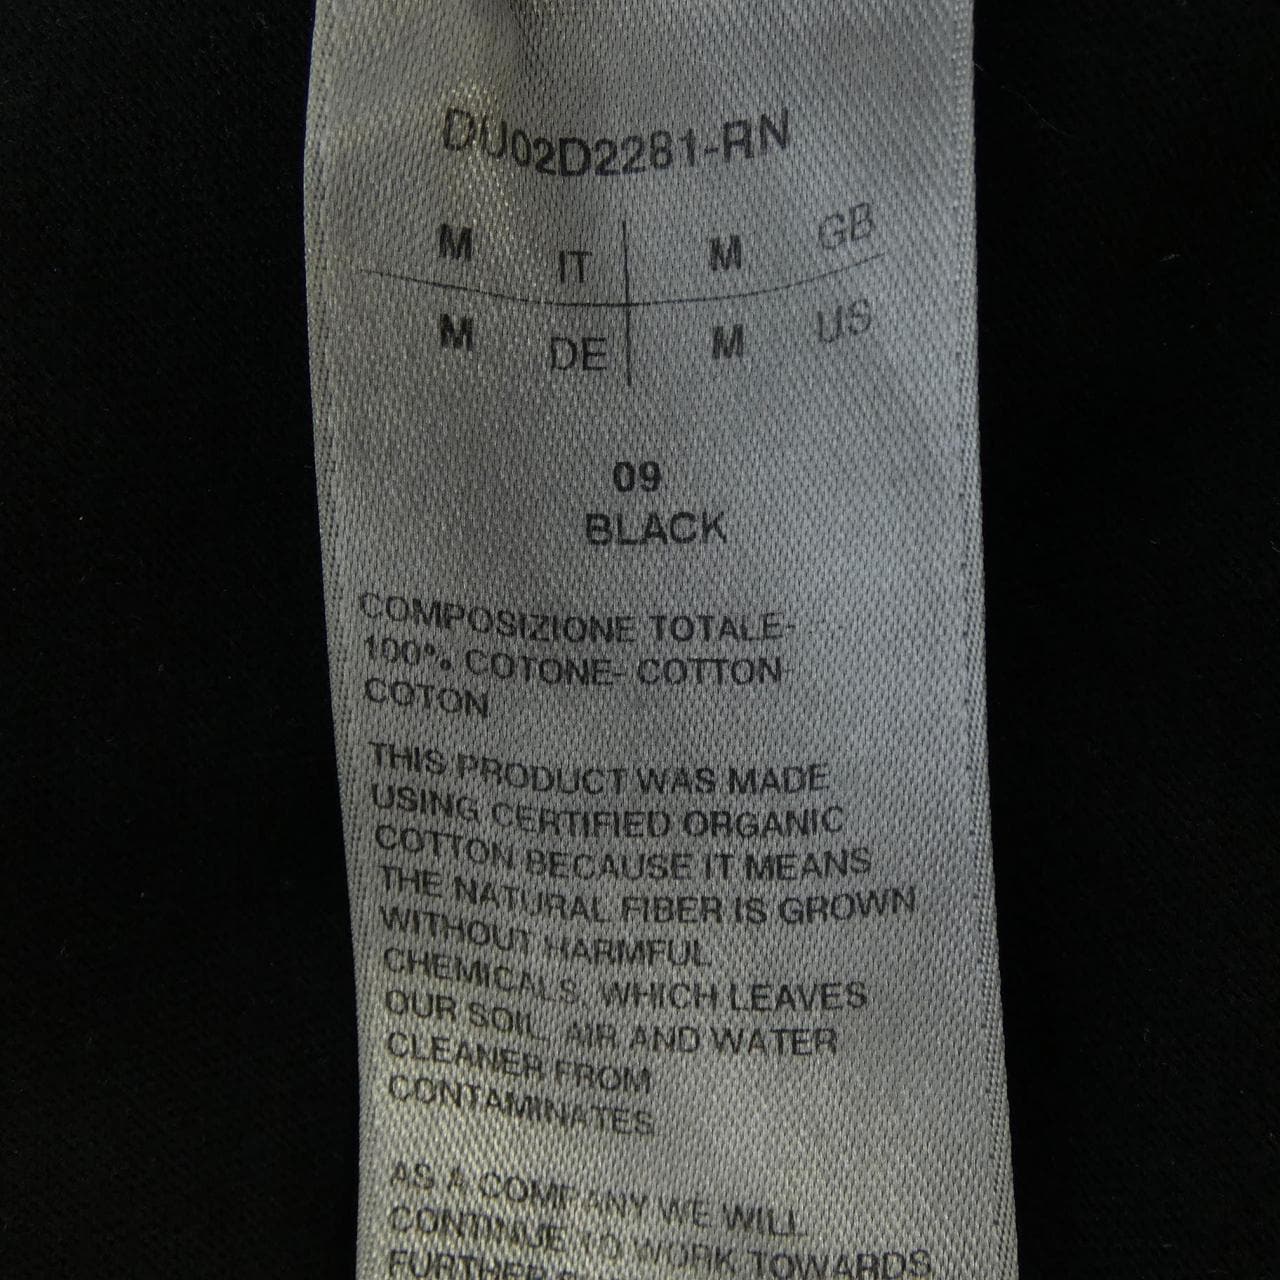 DU02D2281-RN
M IT M GB
M DE M US
09
BLACK
COMPOSIZIONE TOTALE-
100% COTONE- COTTON-
COTON
THIS PRODUCT WAS MADE
USING CERTIFIED ORGANIC
COTTON BECAUSE IT MEANS
THE NATURAL FIBER IS GROWN
WITHOUT HARMFUL
CHEMICALS, WHICH LEAVES
OUR SOIL, AIR AND WATER
CLEANER FROM
CONTAMINATES
AS A COMPANY WE WILL
CONTINUE TO WORK TOWARDS
FURTHER